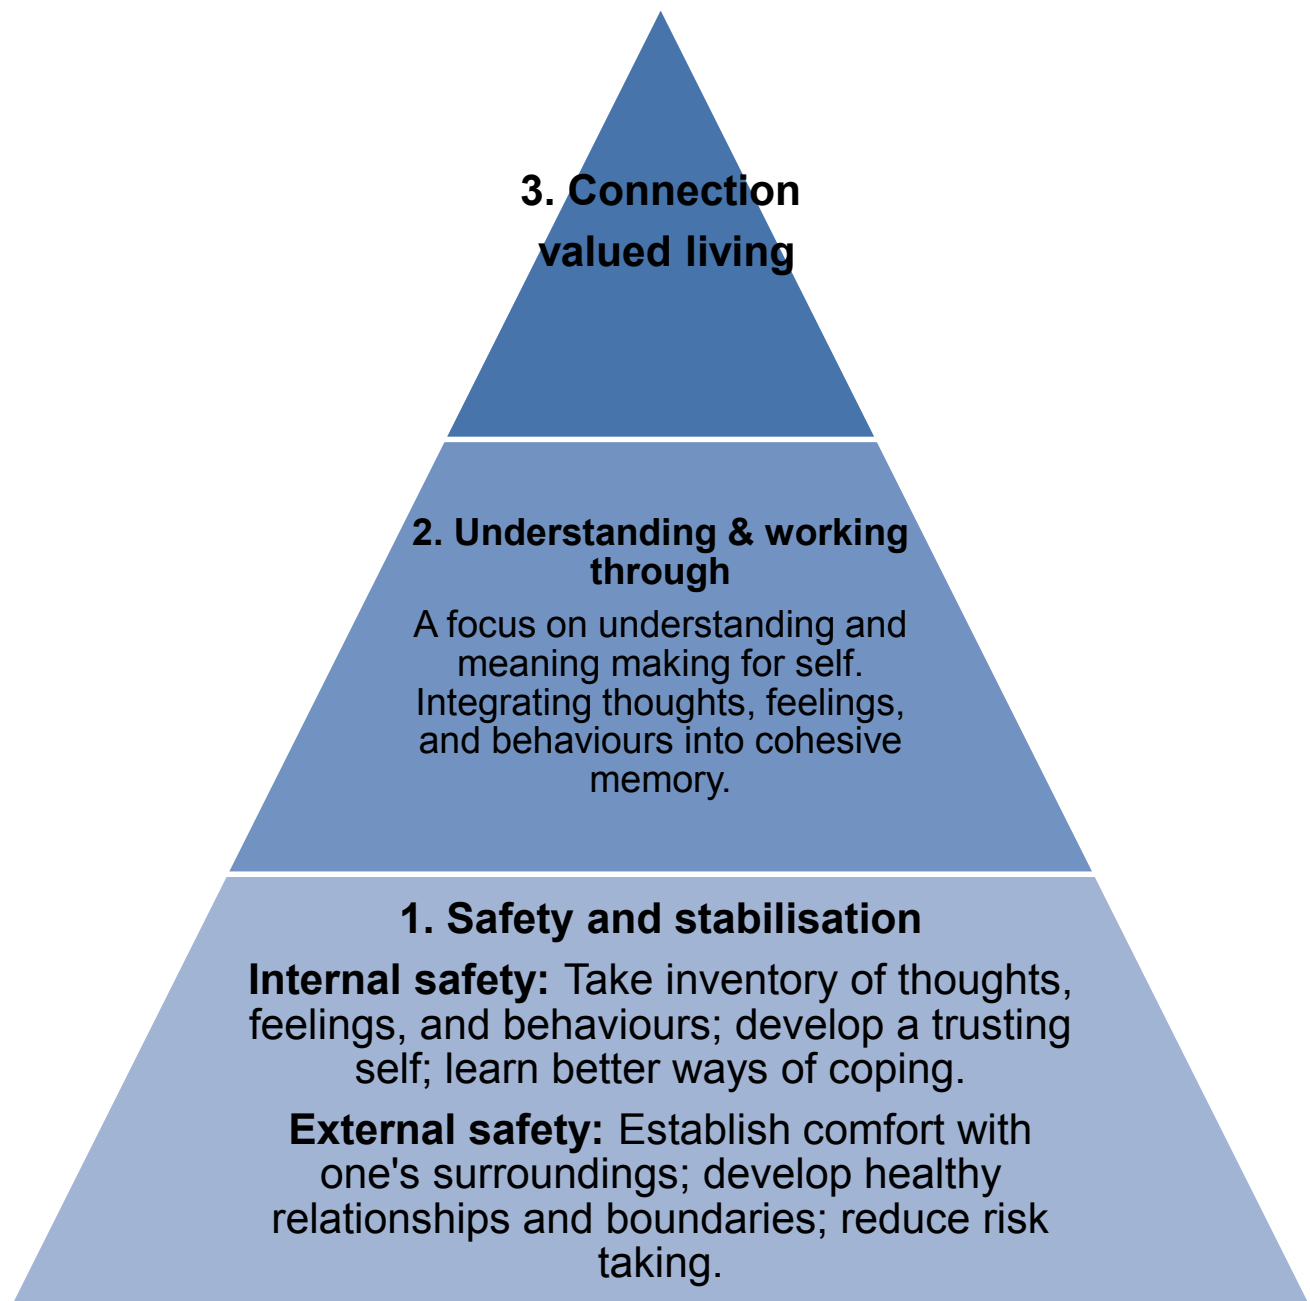 3. Connection
valued living
2. Understanding & working
through
A focus on understanding and
meaning making for self.
Integrating thoughts, feelings,
and behaviours into cohesive
memory.
1. Safety and stabilisation
Internal safety: Take inventory of thoughts,
feelings, and behaviours; develop a trusting
self; learn better ways of coping.
External safety: Establish comfort with
one's surroundings; develop healthy
relationships and boundaries; reduce risk
taking.